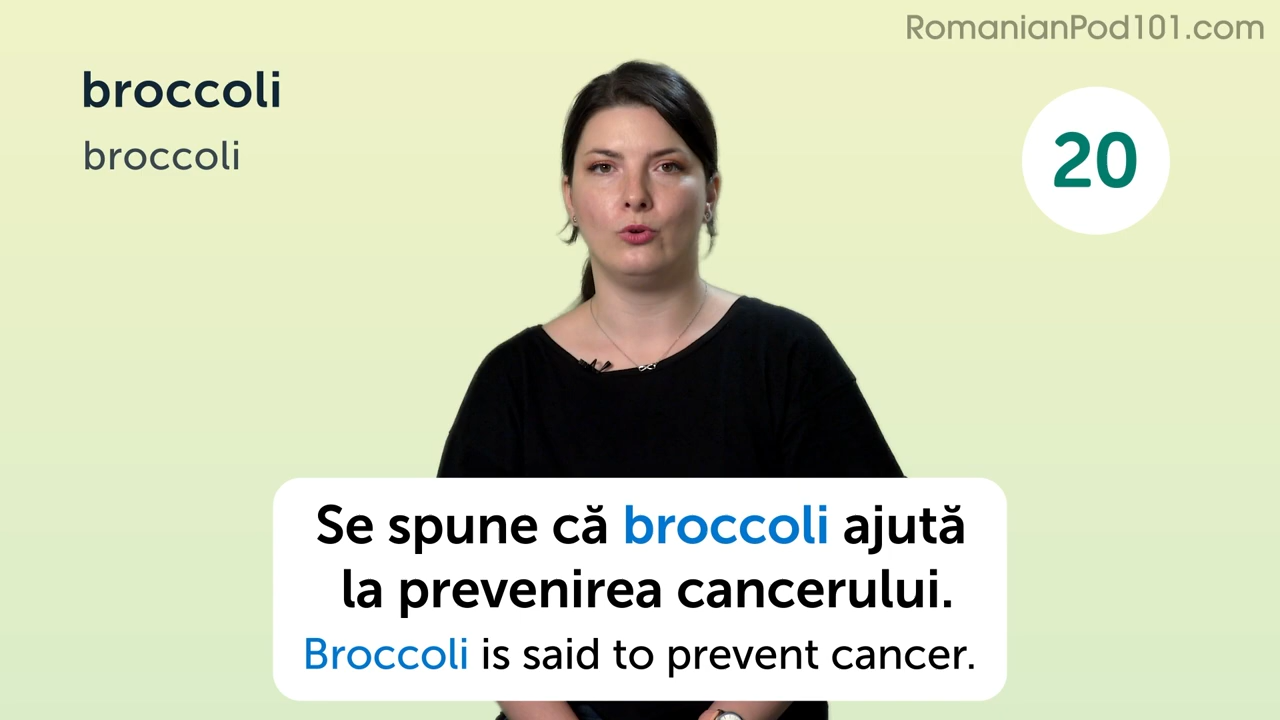 RomanianPod101.com
broccoli
broccoli
20
Se spune că broccoli ajută
la prevenirea cancerului.
Broccoli is said to prevent cancer.